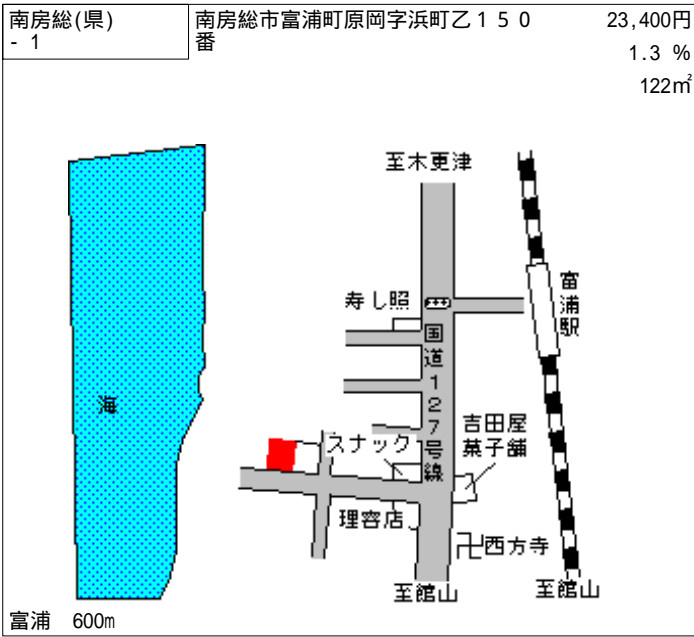 南房総(県)
- 1
南房総市富浦町原岡字浜町乙150
番
23,400円
1.3 %
122㎡
至木更津
富浦駅
寿し照
国道127号線
海
吉田屋
菓子舗
スナック
理容店
卍西方寺
至館山
至館山
富浦 600m